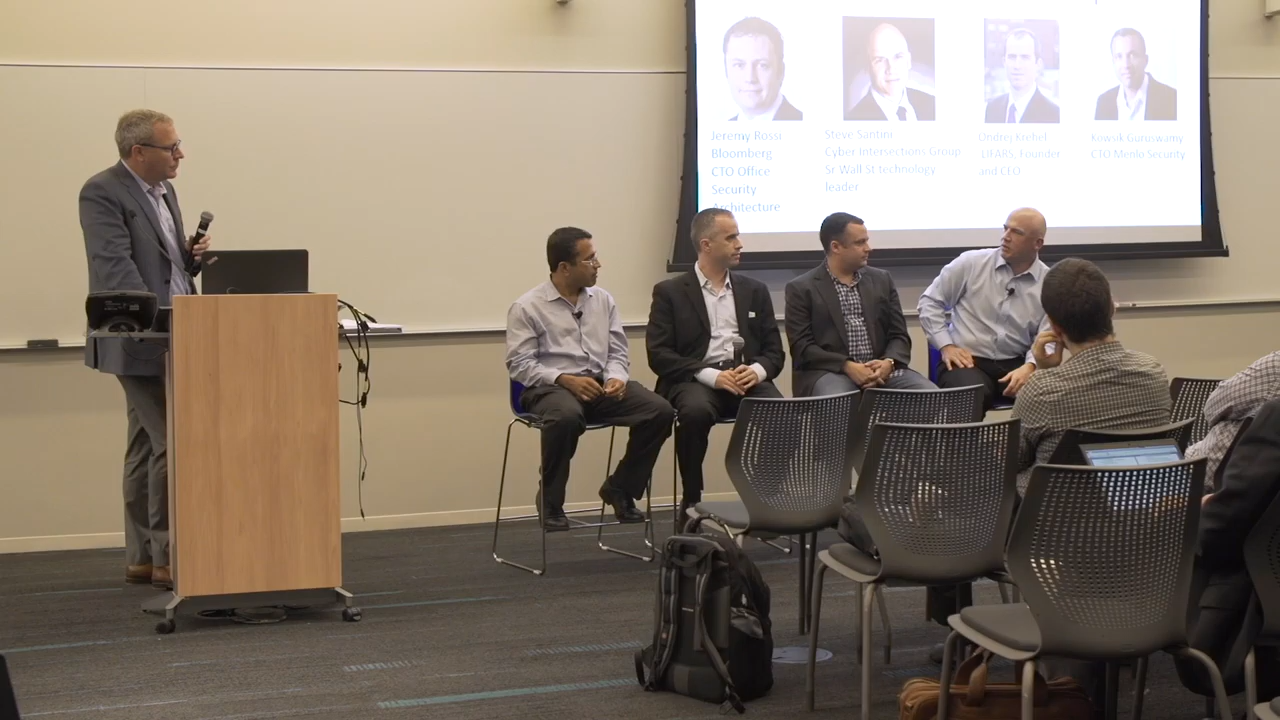 Jeremy Rossi
Bloomberg
CTO Office
Security
Architecture
Steve Santini
Cyber Intersections Group
Sr Wall St technology
leader
Ondrej Krehel
LIFARS, Founder
and CEO
Kowsik Guruswamy
CTO Menlo Security